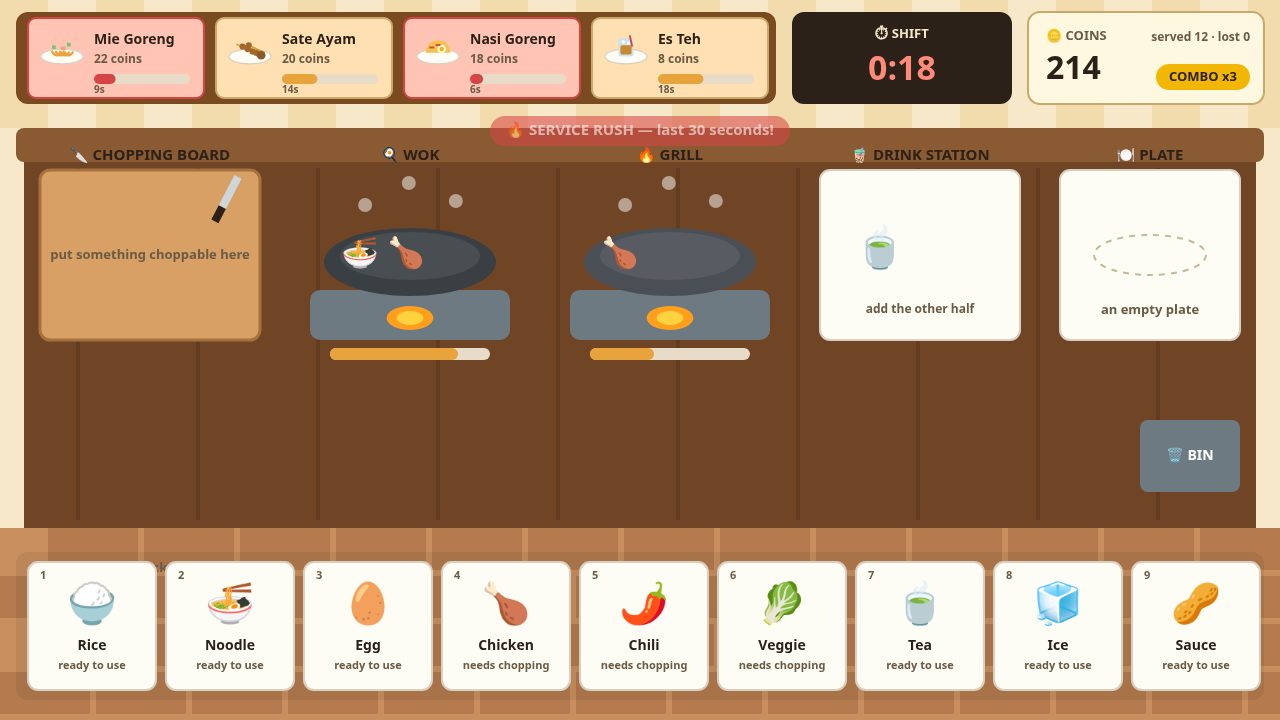 Mie Goreng
22 coins
9s
Sate Ayam
20 coins
14s
Nasi Goreng
18 coins
6s
Es Teh
8 coins
18s
SHIFT
0:18
COINS
served 12 · lost 0
214
COMBO x3
SERVICE RUSH — last 30 seconds!
CHOPPING BOARD
WOK
GRILL
DRINK STATION
PLATE
put something choppable here
add the other half
an empty plate
BIN
1
Rice
ready to use
2
Noodle
ready to use
3
Egg
ready to use
4
Chicken
needs chopping
5
Chili
needs chopping
6
Veggie
needs chopping
7
Tea
ready to use
8
Ice
ready to use
9
Sauce
ready to use